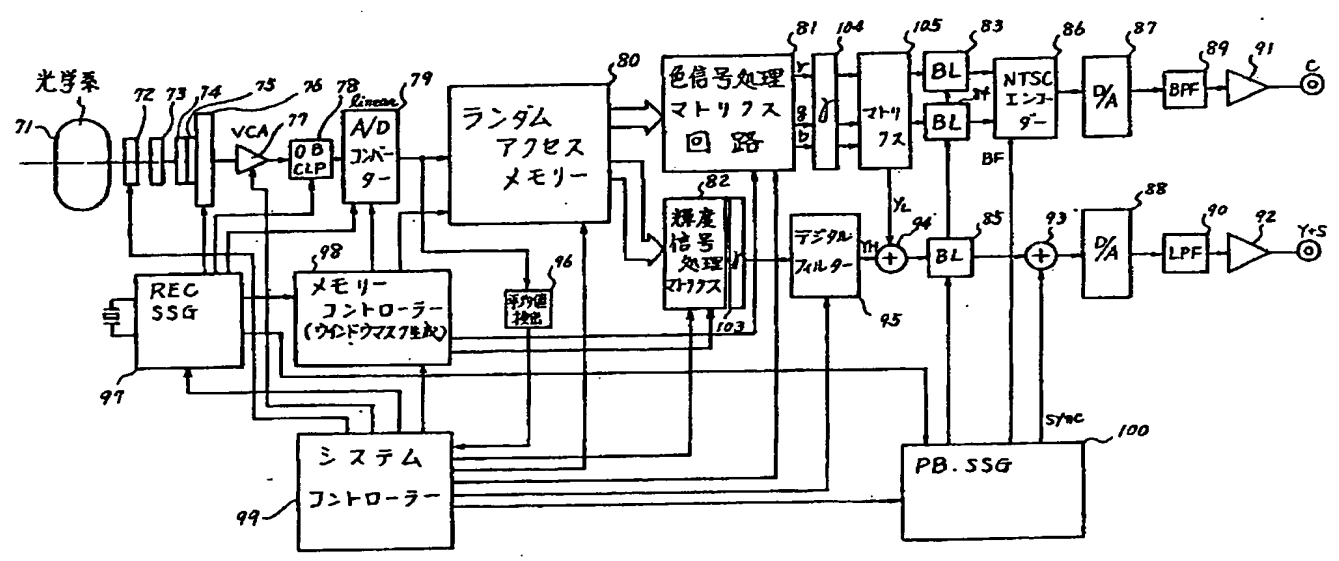 光学系
71
72
73
74
75
76
VCA
77
78
OB
CLP
linear
79
A/D
コンバー
ター
80
ランダム
アクセス
メモリー
81
色信号処理
マトリクス
回路
r
g
b
104
γ
105
マトリ
クス
83
BL
84
BL
86
NTSC
エンコー
ダー
87
D/A
89
BPF
91
C
BF
82
輝度
信号
処理
マトリクス
γ
103
デジタル
フィルター
95
YH
YL
94
85
BL
93
88
D/A
90
LPF
92
Y+S
96
平均値
検出
REC
SSG
97
98
メモリー
コントローラー
(ウインドウマスク生成)
システム
コントローラー
99
SYNC
100
PB.SSG